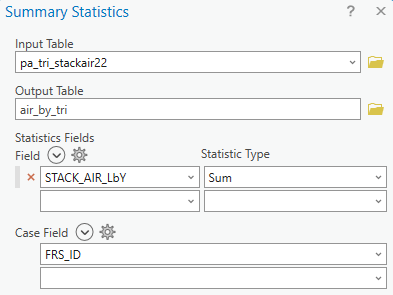 Summary Statistics ? ×
Input Table
pa_tri_stackair22
Output Table
air_by_tri
Statistics Fields
Field Statistic Type
STACK_AIR_LbY Sum
Case Field
FRS_ID